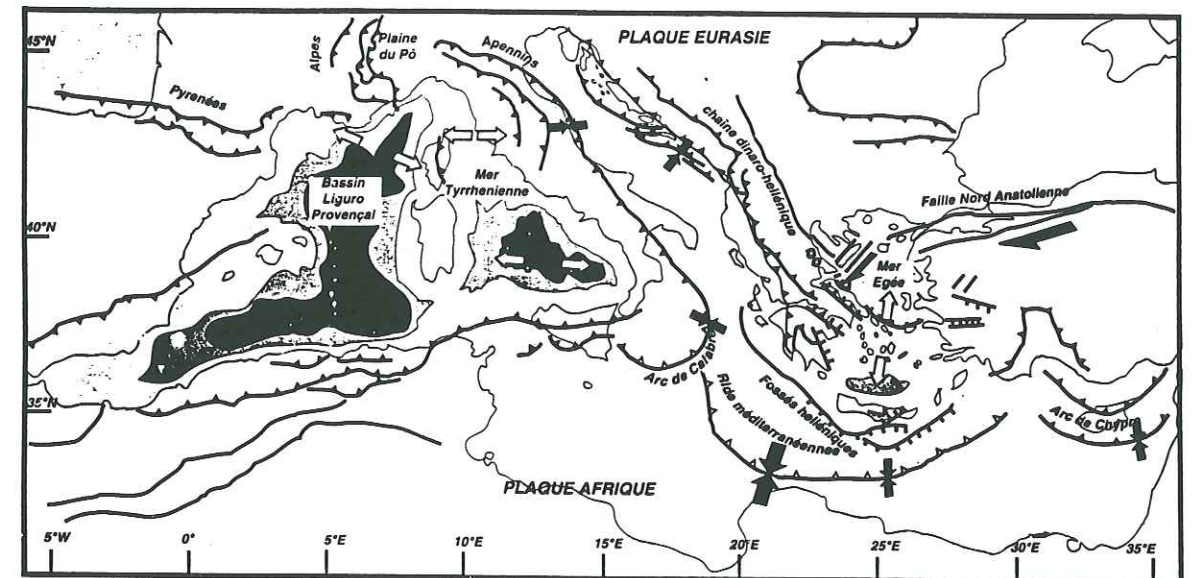 PLAQUE EURASIE
45°N
Alpes
Plaine
du Pô
Apennins
Pyrenées
chaîne dinaro-hellénique
Bassin
Liguro
Provençal
Mer
Tyrrhenienne
Faille Nord Anatolienne
40°N
Mer
Egée
Arc de Calabre
35°N
Ride méditerranéenne
Fossés helléniques
Arc de Chypre
PLAQUE AFRIQUE
5°W
0°
5°E
10°E
15°E
20°E
25°E
30°E
35°E